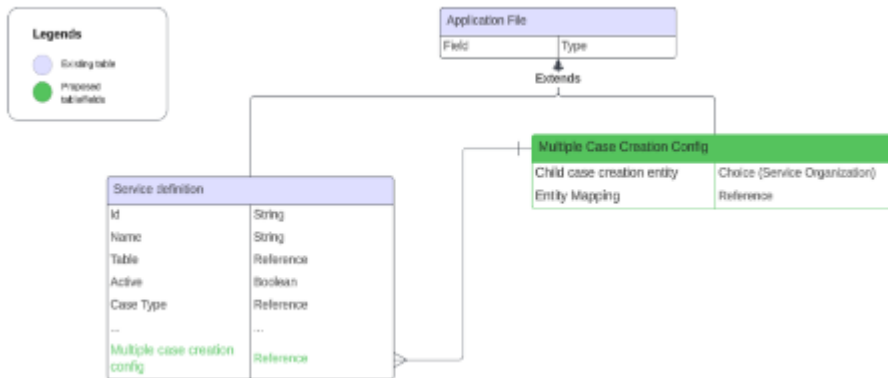 Application File
Field Type
Extends
Legends
Existing table
Proposed
table/fields
Multiple Case Creation Config
Child case creation entity Choice (Service Organization)
Entity Mapping Reference
Service definition
Id String
Name String
Table Reference
Active Boolean
Case Type Reference
... ...
Multiple case creation
config Reference